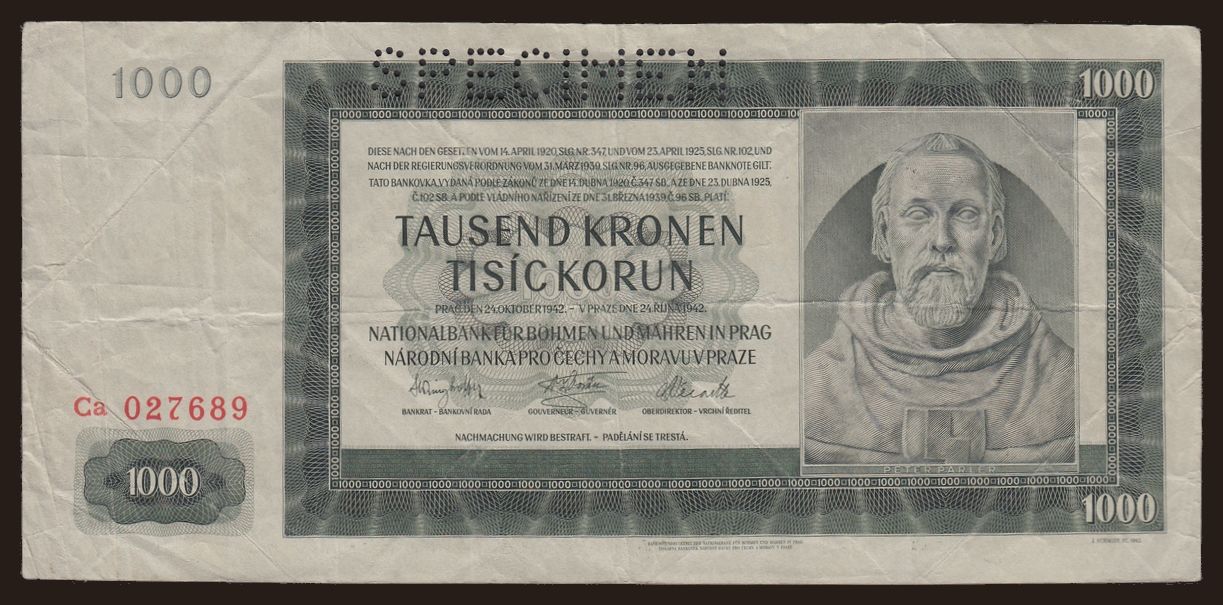 SPECIMEN
1000
1000
DIESE NACH DEN GESETZEN VOM 14. APRIL 1920, SLG. NR. 347 UND VOM 23. APRIL 1925, SLG. NR. 102, UND
NACH DER REGIERUNGSVERORDNUNG VOM 31. MÄRZ 1939, SLG. NR. 96, AUSGEGEBENE BANKNOTE GILT.
TATO BANKOVKA, VYDANÁ PODLE ZÁKONŮ ZE DNE 14. DUBNA 1920, Č. 347 SB. A ZE DNE 23. DUBNA 1925,
Č. 102 SB. A PODLE VLÁDNÍHO NAŘÍZENÍ ZE DNE 31. BŘEZNA 1939, Č. 96 SB., PLATÍ.
TAUSEND KRONEN
TISÍC KORUN
PRAG, DEN 24. OKTOBER 1942. - V PRAZE DNE 24. ŘÍJNA 1942.
NATIONALBANK FÜR BÖHMEN UND MÄHREN IN PRAG
NÁRODNÍ BANKA PRO ČECHY A MORAVU V PRAZE
BANKRAT - BANKOVNÍ RADA
GOUVERNEUR - GUVERNÉR
OBERDIREKTOR - VRCHNÍ ŘEDITEL
NACHMACHUNG WIRD BESTRAFT. - PADĚLÁNÍ SE TRESTÁ.
Ca 027689
1000
PETER PARLER
1000